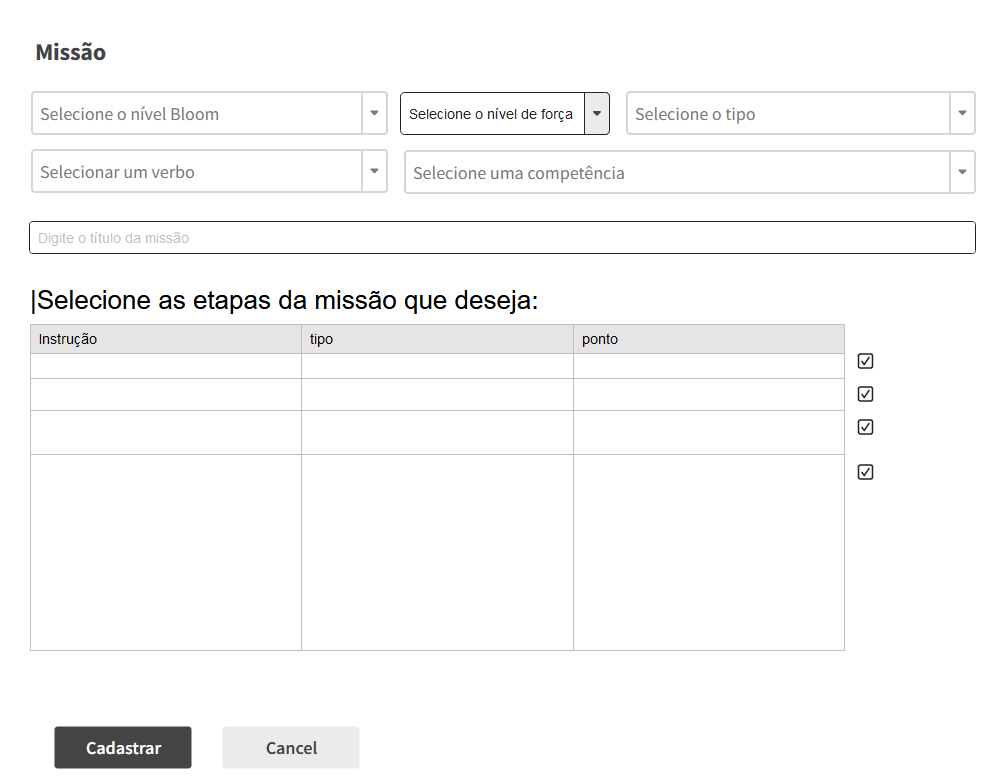 Missão
Selecione o nível Bloom
Selecione o nível de força
Selecione o tipo
Selecionar um verbo
Selecione uma competência
Digite o título da missão
|Selecione as etapas da missão que deseja:
Instrução tipo ponto
Cadastrar Cancel